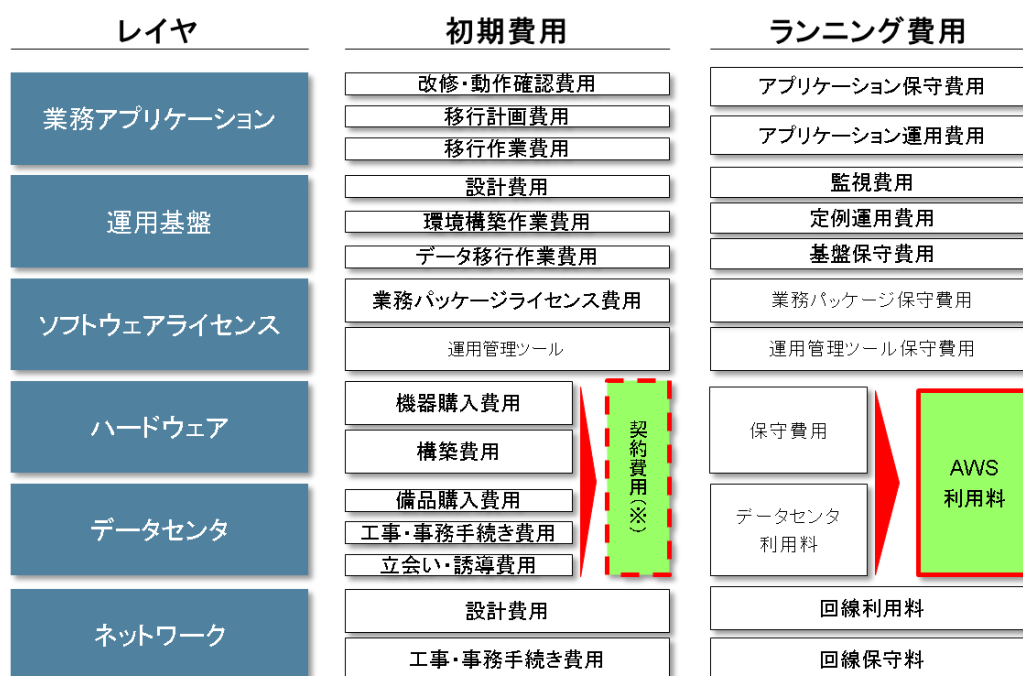 レイヤ
初期費用
ランニング費用
業務アプリケーション
改修・動作確認費用
移行計画費用
移行作業費用
アプリケーション保守費用
アプリケーション運用費用
運用基盤
設計費用
環境構築作業費用
データ移行作業費用
監視費用
定例運用費用
基盤保守費用
ソフトウェアライセンス
業務パッケージライセンス費用
運用管理ツール
業務パッケージ保守費用
運用管理ツール保守費用
ハードウェア
機器購入費用
構築費用
契約費用(※)
保守費用
AWS
利用料
データセンタ
備品購入費用
工事・事務手続き費用
立会い・誘導費用
データセンタ
利用料
ネットワーク
設計費用
工事・事務手続き費用
回線利用料
回線保守料